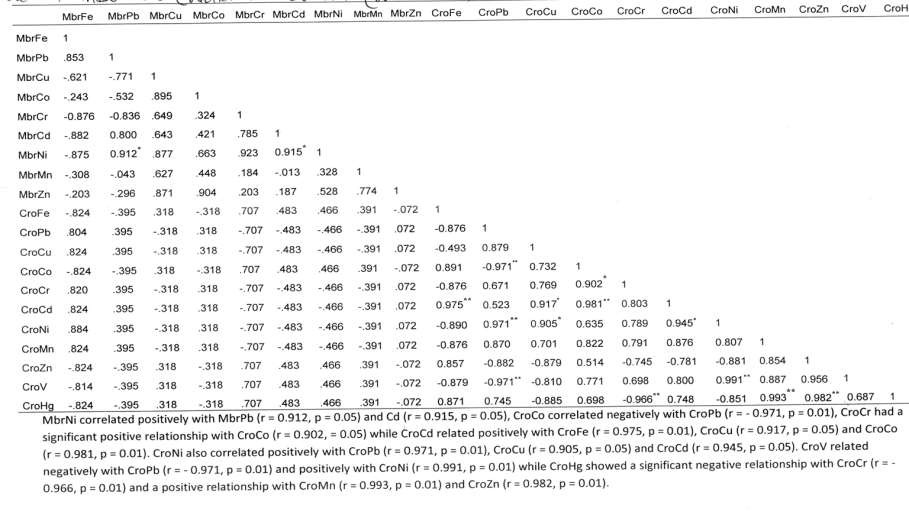 MbrFe MbrPb MbrCu MbrCo MbrCr MbrCd MbrNi MbrMn MbrZn CroFe CroPb CroCu CroCo CroCr CroCd CroNi CroMn CroZn CroV CroH
MbrFe 1
MbrPb .853 1
MbrCu -.621 -.771 1
MbrCo -.243 -.532 .895 1
MbrCr -0.876 -0.836 .649 .324 1
MbrCd -.882 0.800 .643 .421 .785 1
MbrNi -.875 0.912* .877 .663 .923 0.915* 1
MbrMn -.308 -.043 .627 .448 .184 -.013 .328 1
MbrZn -.203 -.296 .871 .904 .203 .187 .528 .774 1
CroFe -.824 -.395 .318 -.318 .707 .483 .466 .391 -.072 1
CroPb .804 .395 -.318 .318 -.707 -.483 -.466 -.391 .072 -0.876 1
CroCu .824 .395 -.318 .318 -.707 -.483 -.466 -.391 .072 -0.493 0.879 1
CroCo -.824 -.395 .318 -.318 .707 .483 .466 .391 -.072 0.891 -0.971** 0.732 1
CroCr .820 .395 -.318 .318 -.707 -.483 -.466 -.391 .072 -0.876 0.671 0.769 0.902* 1
CroCd .824 .395 -.318 .318 -.707 -.483 -.466 -.391 .072 0.975** 0.523 0.917* 0.981** 0.803 1
CroNi .884 .395 -.318 .318 -.707 -.483 -.466 -.391 .072 -0.890 0.971** 0.905* 0.635 0.789 0.945* 1
CroMn .824 .395 -.318 .318 -.707 -.483 -.466 -.391 .072 -0.876 0.870 0.701 0.822 0.791 0.876 0.807 1
CroZn -.824 -.395 .318 -.318 .707 .483 .466 .391 -.072 0.857 -0.882 -0.879 0.514 -0.745 -0.781 -0.881 0.854 1
CroV -.814 -.395 .318 -.318 .707 .483 .466 .391 -.072 -0.879 -0.971** -0.810 0.771 0.698 0.800 0.991** 0.887 0.956 1
CroHg -.824 -.395 .318 -.318 .707 .483 .466 .391 -.072 0.871 0.745 -0.885 0.698 -0.966** 0.748 -0.851 0.993** 0.982** 0.687 1
MbrNi correlated positively with MbrPb (r = 0.912, p = 0.05) and Cd (r = 0.915, p = 0.05), CroCo correlated negatively with CroPb (r = - 0.971, p = 0.01), CroCr had a
significant positive relationship with CroCo (r = 0.902, = 0.05) while CroCd related positively with CroFe (r = 0.975, p = 0.01), CroCu (r = 0.917, p = 0.05) and CroCo
(r = 0.981, p = 0.01). CroNi also correlated positively with CroPb (r = 0.971, p = 0.01), CroCu (r = 0.905, p = 0.05) and CroCd (r = 0.945, p = 0.05). CroV related
negatively with CroPb (r = - 0.971, p = 0.01) and positively with CroNi (r = 0.991, p = 0.01) while CroHg showed a significant negative relationship with CroCr (r = -
0.966, p = 0.01) and a positive relationship with CroMn (r = 0.993, p = 0.01) and CroZn (r = 0.982, p = 0.01).